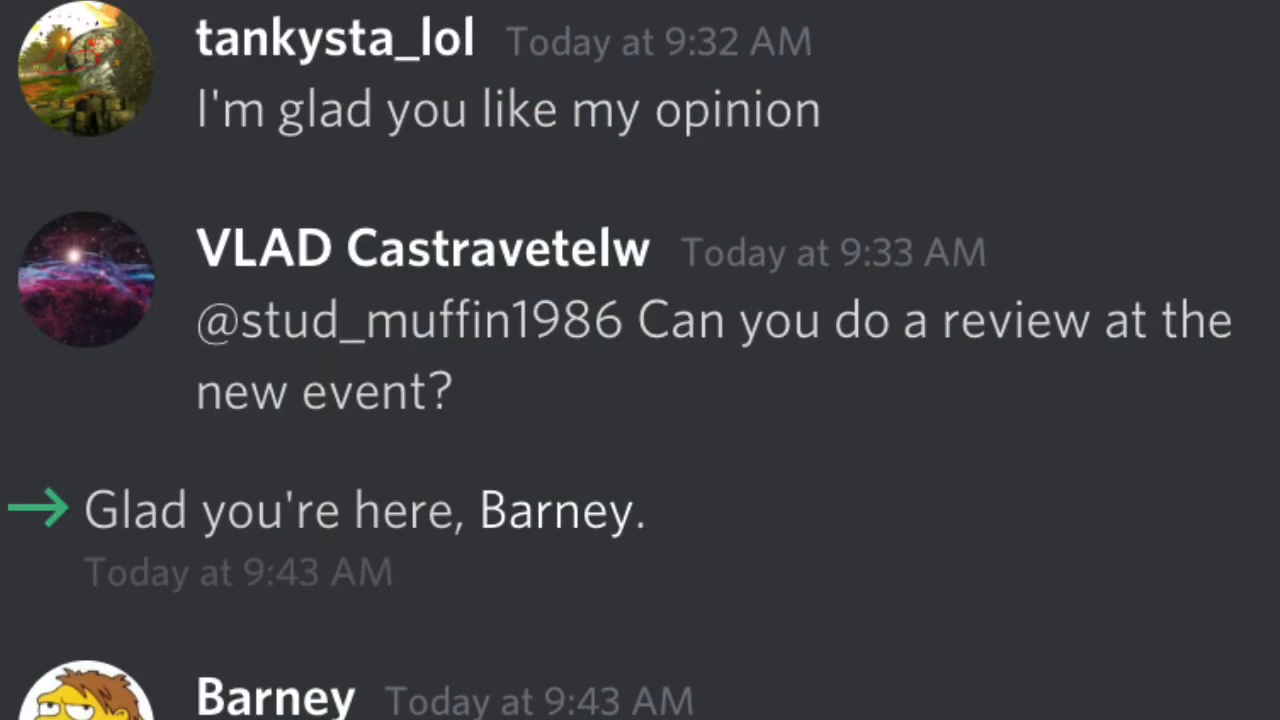 tankysta_lol Today at 9:32 AM
I'm glad you like my opinion
VLAD Castravetelw Today at 9:33 AM
@stud_muffin1986 Can you do a review at the
new event?
Glad you're here, Barney.
Today at 9:43 AM
Barney Today at 9:43 AM